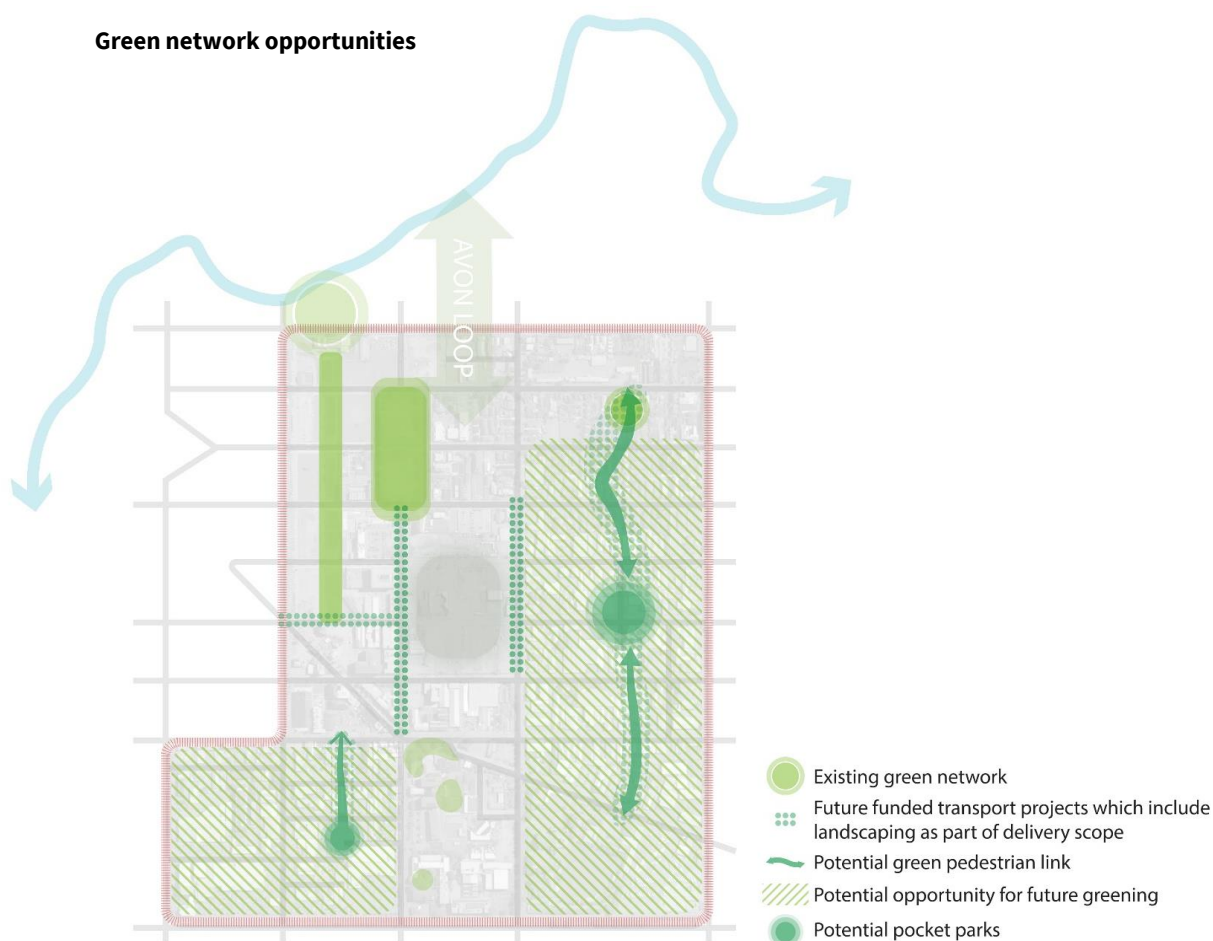 Green network opportunities
AVON LOOP
Existing green network
Future funded transport projects which include
landscaping as part of delivery scope
Potential green pedestrian link
Potential opportunity for future greening
Potential pocket parks